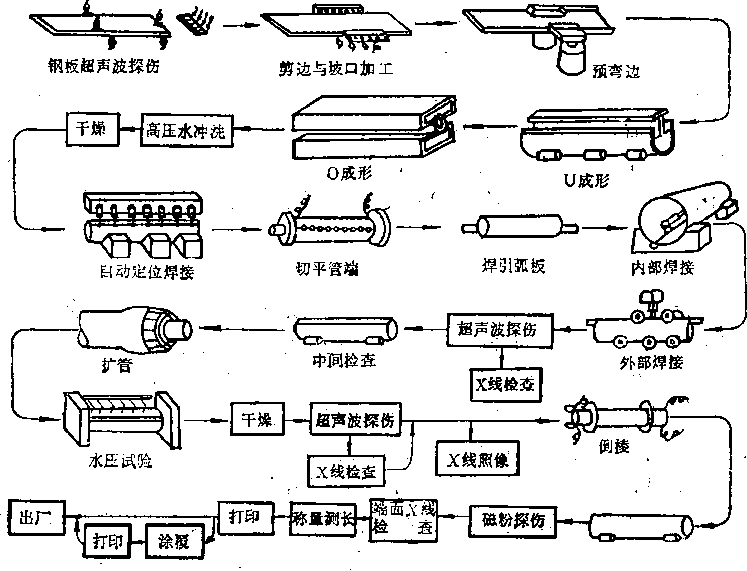 钢板超声波探伤
剪边与坡口加工
预弯边
干燥
高压水冲洗
O成形
U成形
自动定位焊接
切平管端
焊引弧板
内部焊接
扩管
中间检查
超声波探伤
X线检查
外部焊接
水压试验
干燥
超声波探伤
X线检查
X线照像
倒棱
出厂
打印
涂覆
打印
称量测长
端面X线
检查
磁粉探伤